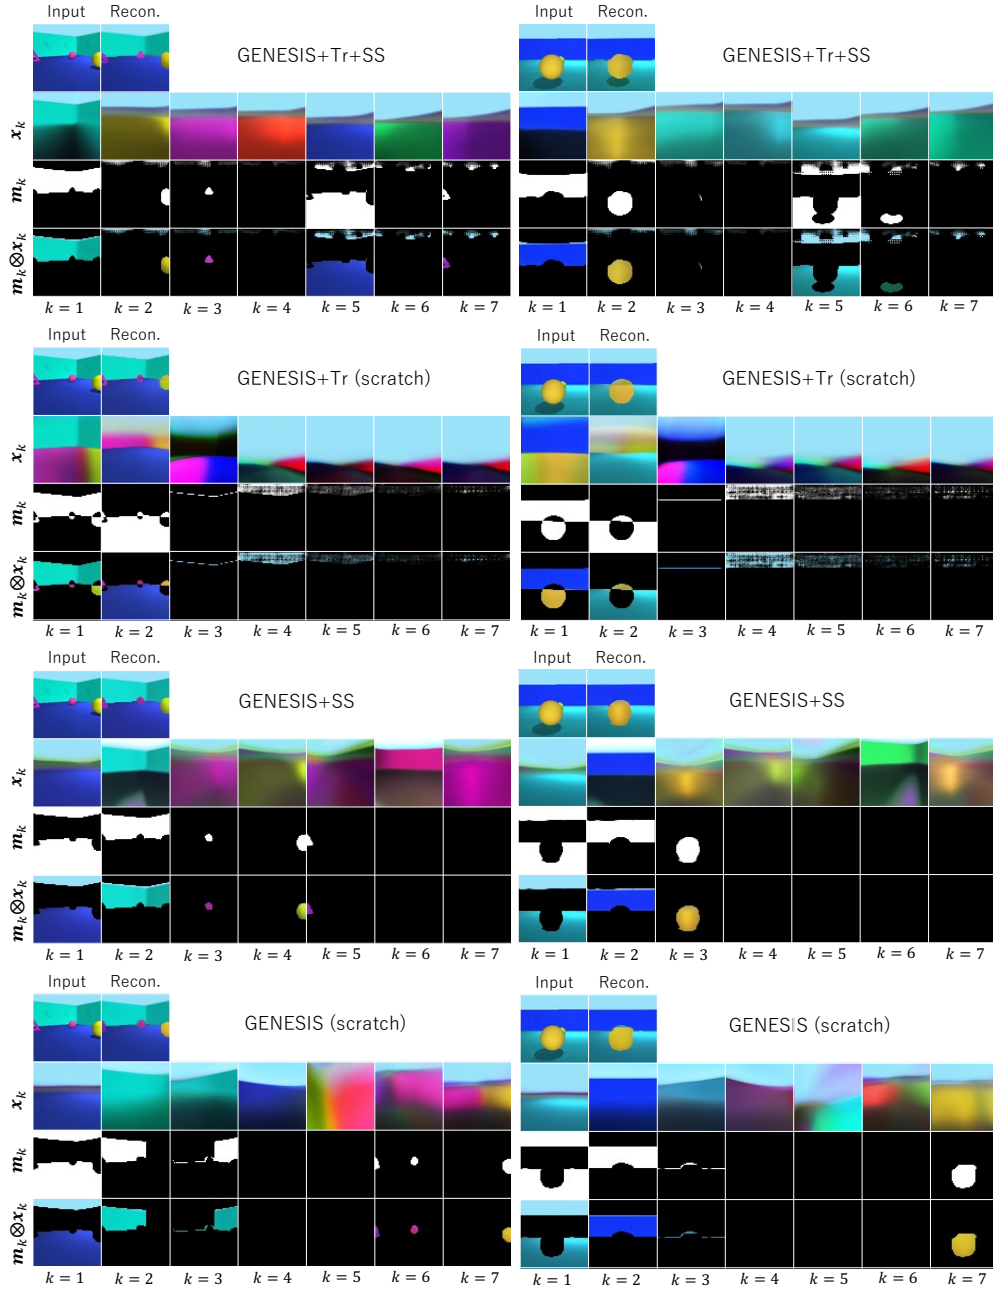 Input Recon. Input Recon.
GENESIS+Tr+SS GENESIS+Tr+SS
x_k
m_k
m_k⊗x_k
k = 1 k = 2 k = 3 k = 4 k = 5 k = 6 k = 7 k = 1 k = 2 k = 3 k = 4 k = 5 k = 6 k = 7
Input Recon. Input Recon.
GENESIS+Tr (scratch) GENESIS+Tr (scratch)
x_k
m_k
m_k⊗x_k
k = 1 k = 2 k = 3 k = 4 k = 5 k = 6 k = 7 k = 1 k = 2 k = 3 k = 4 k = 5 k = 6 k = 7
Input Recon. Input Recon.
GENESIS+SS GENESIS+SS
x_k
m_k
m_k⊗x_k
k = 1 k = 2 k = 3 k = 4 k = 5 k = 6 k = 7 k = 1 k = 2 k = 3 k = 4 k = 5 k = 6 k = 7
Input Recon. Input Recon.
GENESIS (scratch) GENESIS (scratch)
x_k
m_k
m_k⊗x_k
k = 1 k = 2 k = 3 k = 4 k = 5 k = 6 k = 7 k = 1 k = 2 k = 3 k = 4 k = 5 k = 6 k = 7